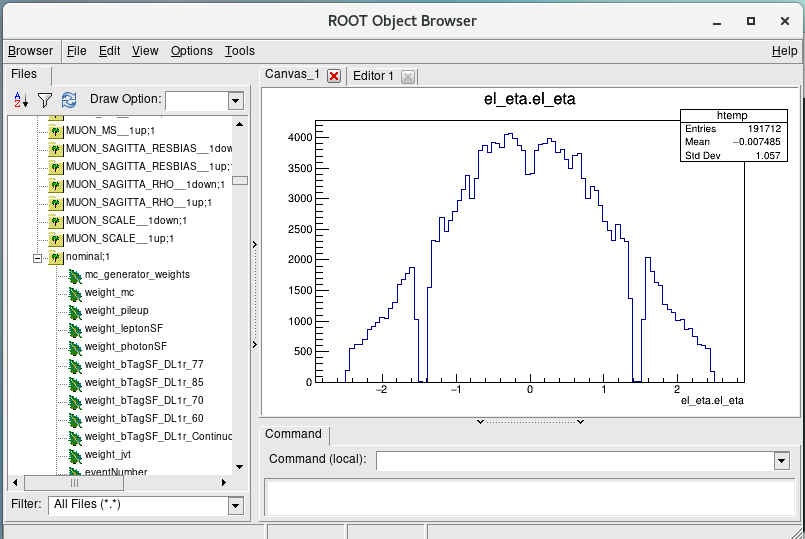 ROOT Object Browser
Browser File Edit View Options Tools Help
Files
Draw Option:
MUON_MS__1up;1
MUON_SAGITTA_RESBIAS__1dow
MUON_SAGITTA_RESBIAS__1up;
MUON_SAGITTA_RHO__1down;1
MUON_SAGITTA_RHO__1up;1
MUON_SCALE__1down;1
MUON_SCALE__1up;1
nominal;1
mc_generator_weights
weight_mc
weight_pileup
weight_leptonSF
weight_photonSF
weight_bTagSF_DL1r_77
weight_bTagSF_DL1r_85
weight_bTagSF_DL1r_70
weight_bTagSF_DL1r_60
weight_bTagSF_DL1r_Continuo
weight_jvt
eventNumber
Filter: All Files (*.*)
Canvas_1 Editor 1
el_eta.el_eta
htemp
Entries 191712
Mean −0.007485
Std Dev 1.057
4000
3500
3000
2500
2000
1500
1000
500
0
−2 −1 0 1 2
el_eta.el_eta
Command
Command (local):